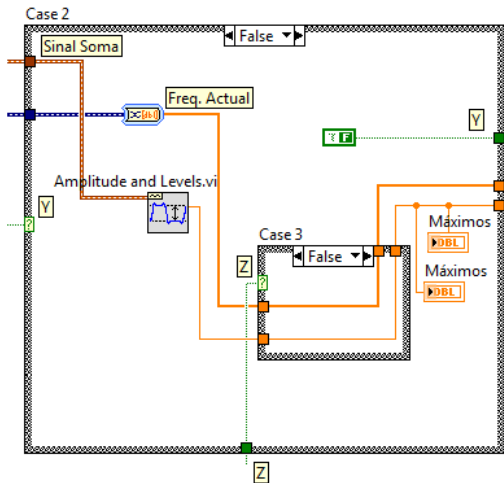 Case 2
False
Sinal Soma
Freq. Actual
F
Y
Amplitude and Levels.vi
Y
?
Máximos
DBL
Case 3
False
Z
?
Máximos
DBL
Z